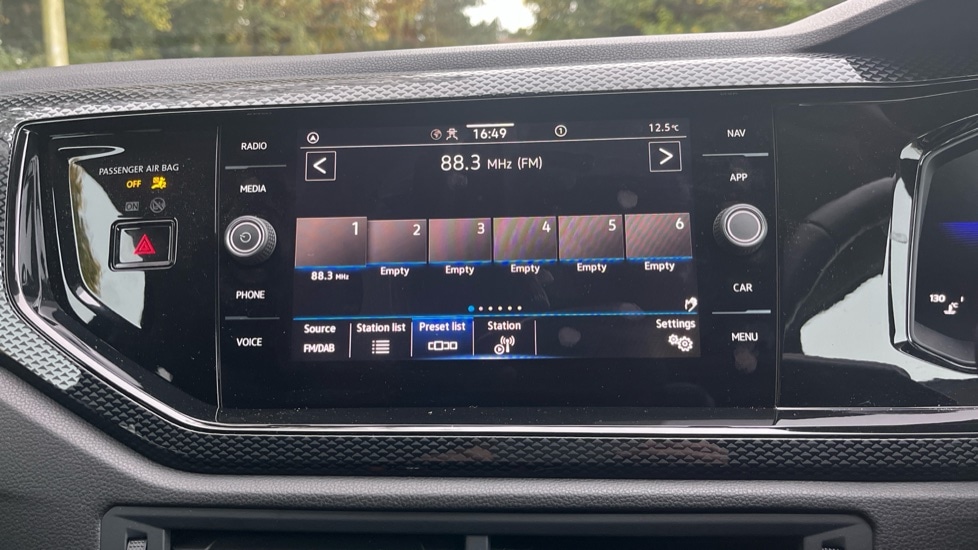 PASSENGER AIR BAG
OFF
ON
RADIO
MEDIA
PHONE
VOICE
16:49
1
12.5°C
<
88.3 MHz (FM)
>
1 2 3 4 5 6
88.3 MHz Empty Empty Empty Empty Empty
Source Station list Preset list Station Settings
FM/DAB
NAV
APP
CAR
MENU
130
°C